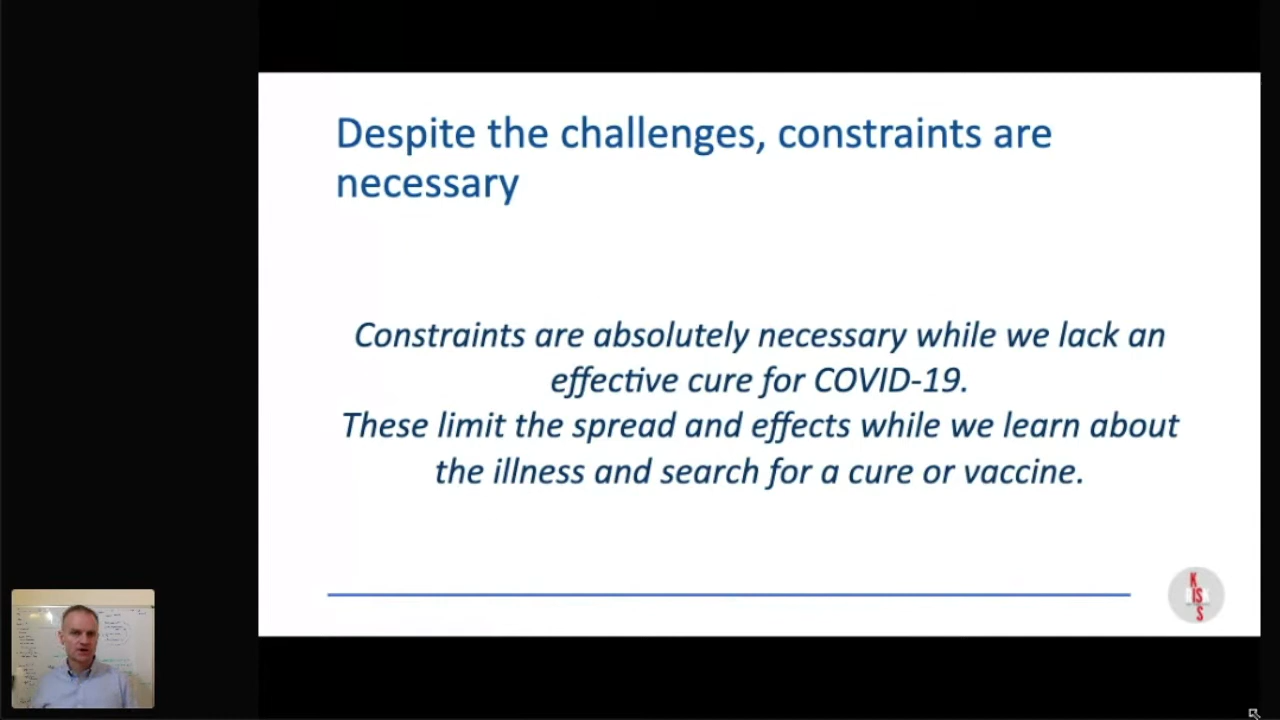 Despite the challenges, constraints are
necessary
Constraints are absolutely necessary while we lack an
effective cure for COVID-19.
These limit the spread and effects while we learn about
the illness and search for a cure or vaccine.
K
IS
S